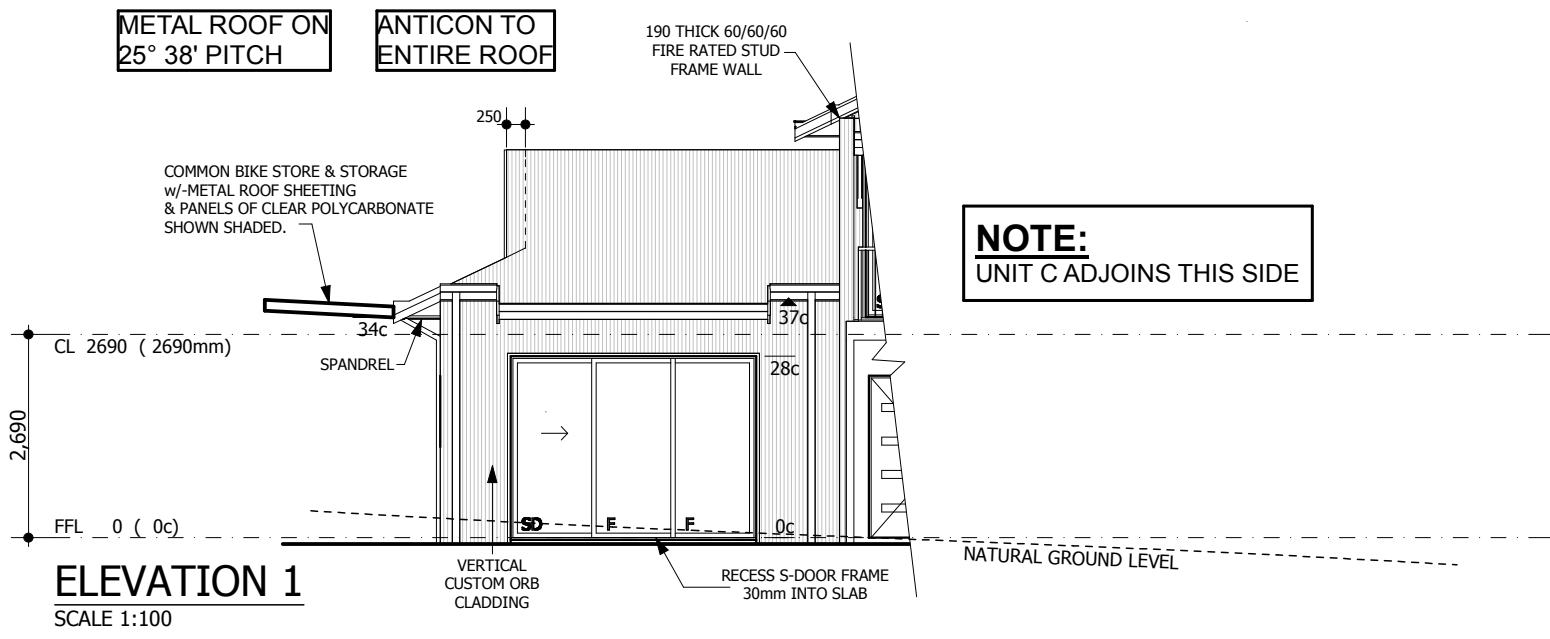 METAL ROOF ON
25° 38' PITCH
ANTICON TO
ENTIRE ROOF
190 THICK 60/60/60
FIRE RATED STUD
FRAME WALL
250
COMMON BIKE STORE & STORAGE
w/-METAL ROOF SHEETING
& PANELS OF CLEAR POLYCARBONATE
SHOWN SHADED.
NOTE:
UNIT C ADJOINS THIS SIDE
34c
37c
CL 2690 ( 2690mm)
SPANDREL
28c
2,690
SD
F
F
0c
FFL 0 ( 0c)
NATURAL GROUND LEVEL
VERTICAL
CUSTOM ORB
CLADDING
RECESS S-DOOR FRAME
30mm INTO SLAB
ELEVATION 1
SCALE 1:100